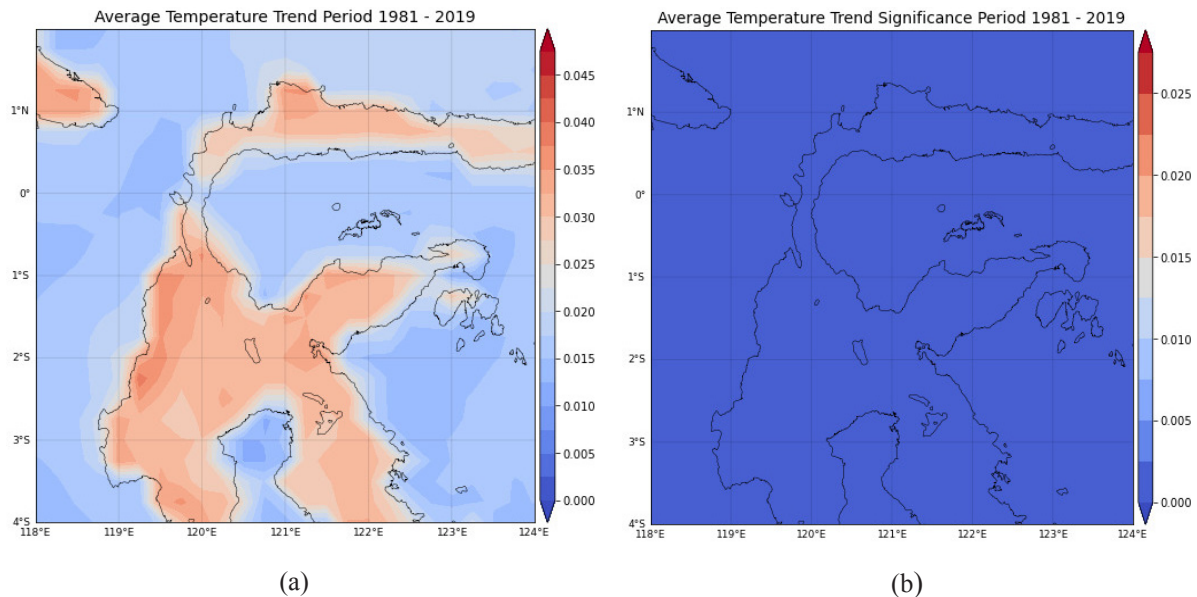 Average Temperature Trend Period 1981 - 2019
0.045
0.040
0.035
0.030
0.025
0.020
0.015
0.010
0.005
0.000
1°N
0°
1°S
2°S
3°S
4°S
118°E 119°E 120°E 121°E 122°E 123°E 124°E
(a)
Average Temperature Trend Significance Period 1981 - 2019
0.025
0.020
0.015
0.010
0.005
0.000
1°N
0°
1°S
2°S
3°S
4°S
118°E 119°E 120°E 121°E 122°E 123°E 124°E
(b)